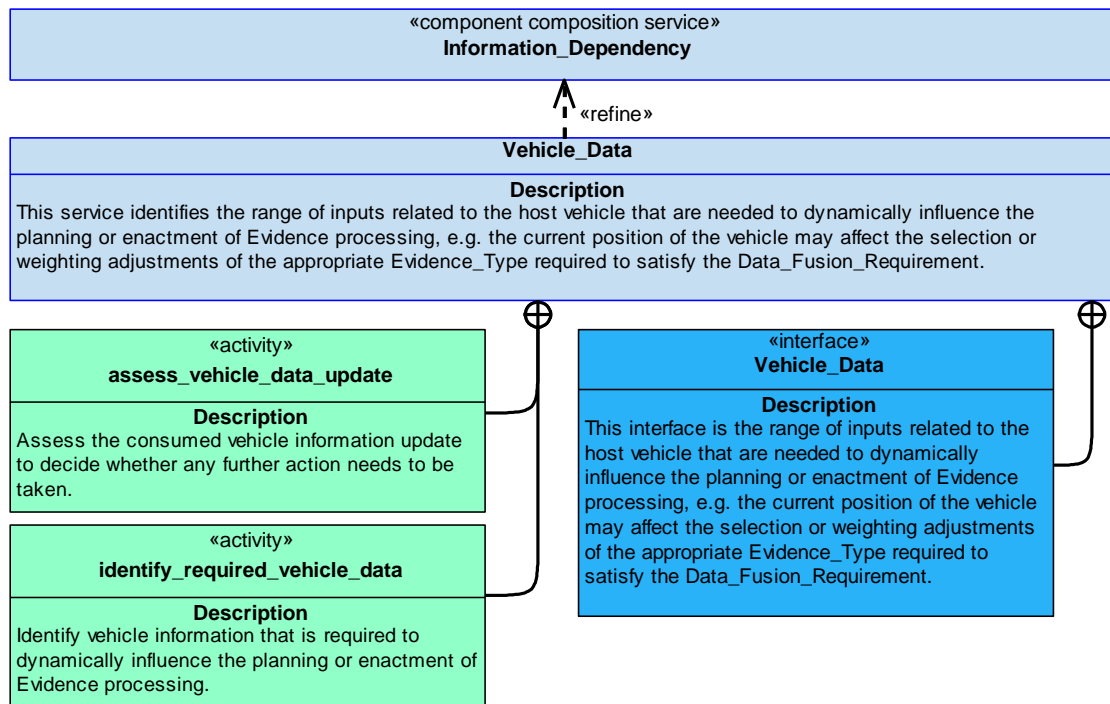 «component composition service»
Information_Dependency
«refine»
Vehicle_Data
Description
This service identifies the range of inputs related to the host vehicle that are needed to dynamically influence the
planning or enactment of Evidence processing, e.g. the current position of the vehicle may affect the selection or
weighting adjustments of the appropriate Evidence_Type required to satisfy the Data_Fusion_Requirement.
«activity»
assess_vehicle_data_update
Description
Assess the consumed vehicle information update
to decide whether any further action needs to be
taken.
«activity»
identify_required_vehicle_data
Description
Identify vehicle information that is required to
dynamically influence the planning or enactment of
Evidence processing.
«interface»
Vehicle_Data
Description
This interface is the range of inputs related to the
host vehicle that are needed to dynamically
influence the planning or enactment of Evidence
processing, e.g. the current position of the vehicle
may affect the selection or weighting adjustments
of the appropriate Evidence_Type required to
satisfy the Data_Fusion_Requirement.